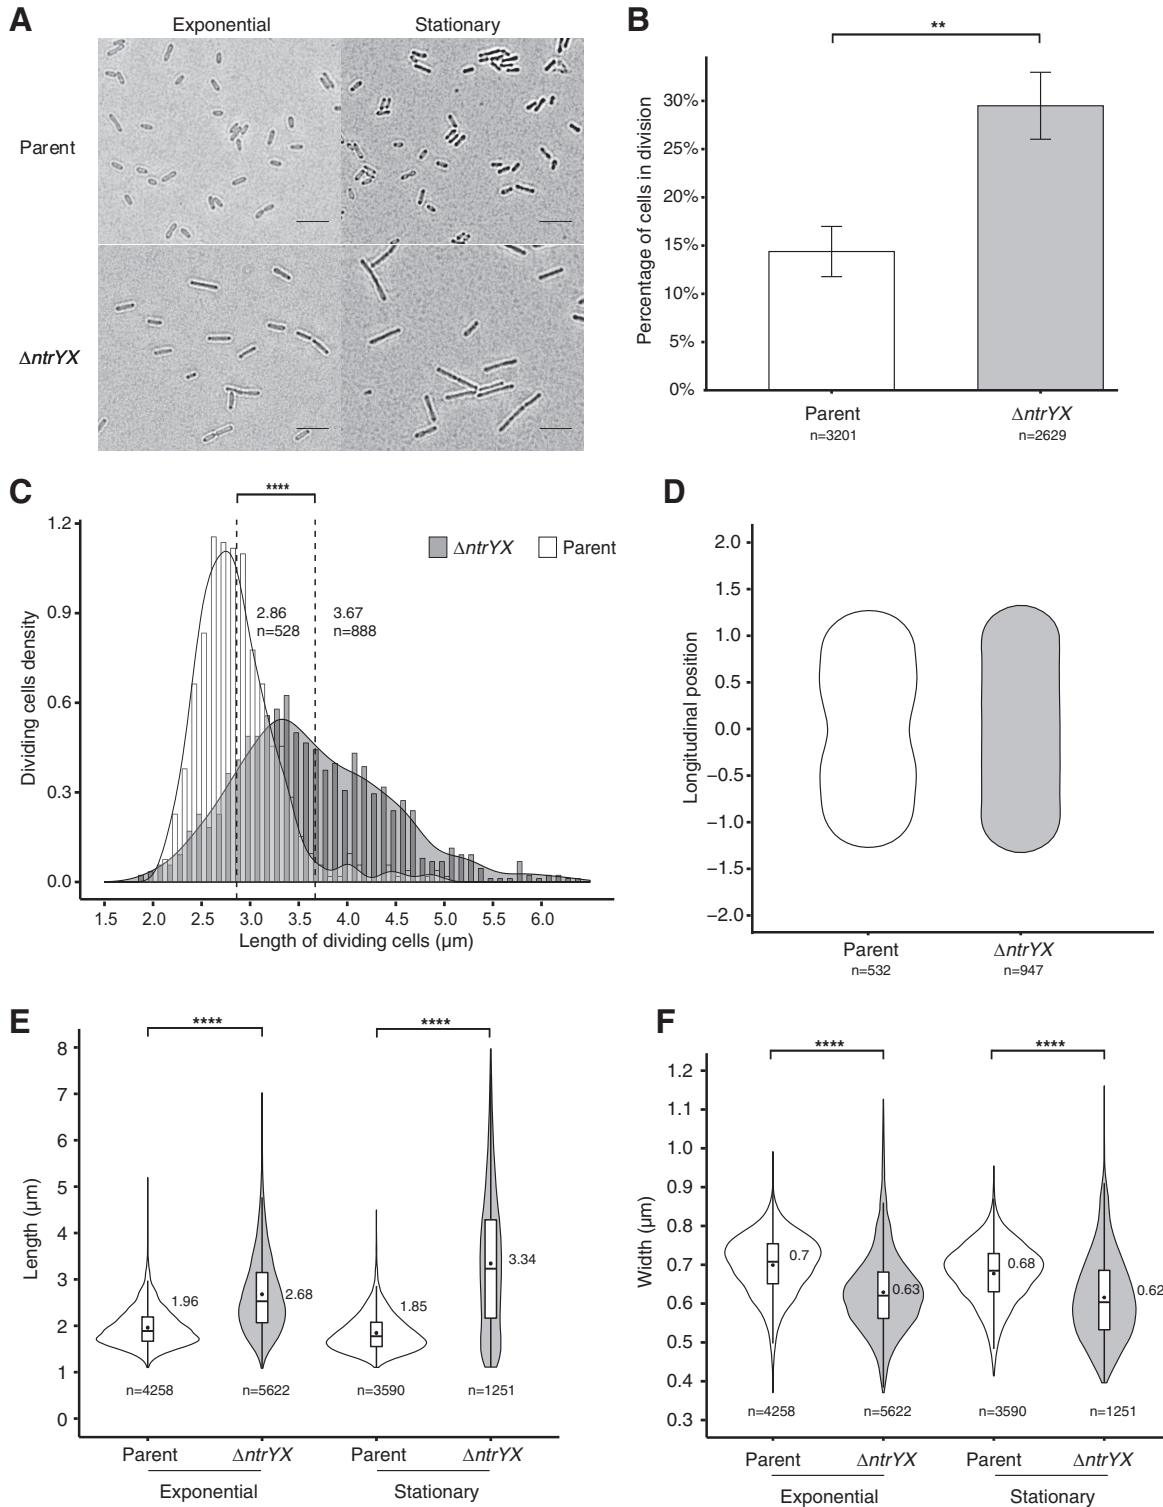 A
Exponential
Stationary
Parent
ΔntrYX
B
**
Percentage of cells in division
30%
25%
20%
15%
10%
5%
0%
Parent
ΔntrYX
n=3201
n=2629
C
****
ΔntrYX
Parent
Dividing cells density
1.2
0.9
0.6
0.3
0.0
2.86
n=528
3.67
n=888
1.5 2.0 2.5 3.0 3.5 4.0 4.5 5.0 5.5 6.0
Length of dividing cells (μm)
D
Longitudinal position
2.0
1.5
1.0
0.5
0.0
−0.5
−1.0
−1.5
−2.0
Parent
ΔntrYX
n=532
n=947
E
****
****
Length (μm)
8
7
6
5
4
3
2
1
0
1.96
2.68
1.85
3.34
n=4258
n=5622
n=3590
n=1251
Parent
ΔntrYX
Parent
ΔntrYX
Exponential
Stationary
F
****
****
Width (μm)
1.2
1.1
1.0
0.9
0.8
0.7
0.6
0.5
0.4
0.3
0.7
0.63
0.68
0.62
n=4258
n=5622
n=3590
n=1251
Parent
ΔntrYX
Parent
ΔntrYX
Exponential
Stationary